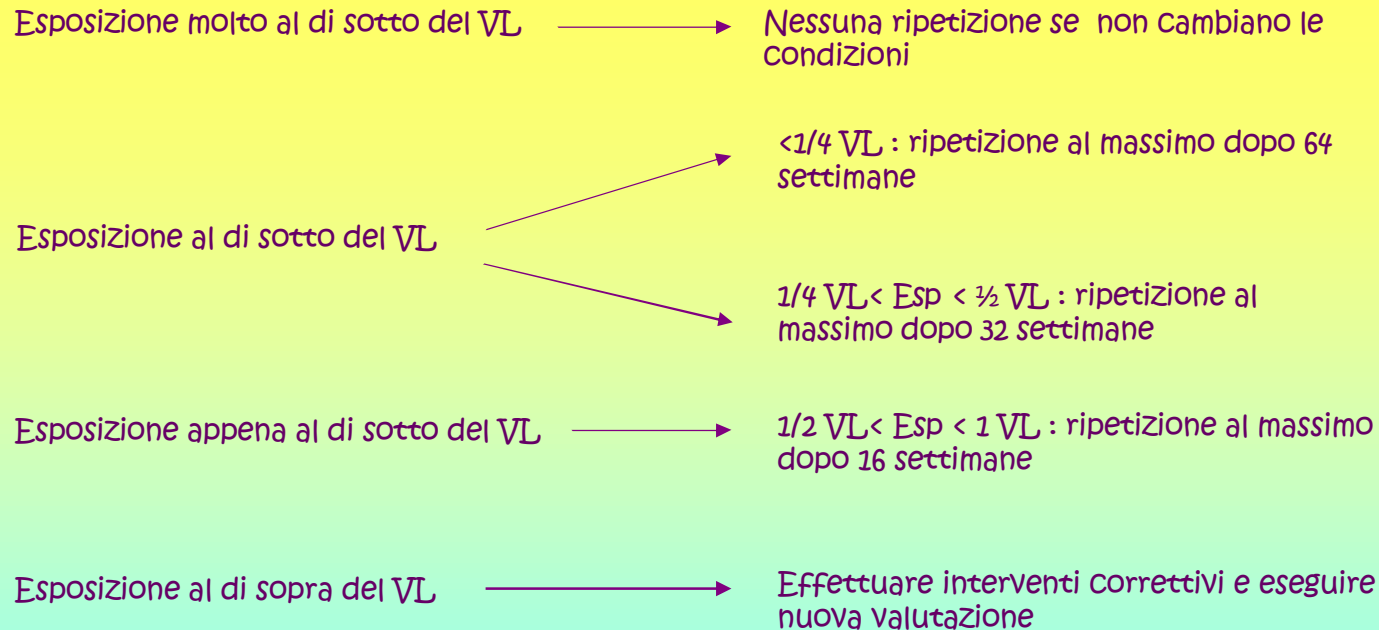 Esposizione molto al di sotto del VL
Nessuna ripetizione se non cambiano le
condizioni
<1/4 VL : ripetizione al massimo dopo 64
settimane
Esposizione al di sotto del VL
1/4 VL< Esp < ½ VL : ripetizione al
massimo dopo 32 settimane
Esposizione appena al di sotto del VL
1/2 VL< Esp < 1 VL : ripetizione al massimo
dopo 16 settimane
Esposizione al di sopra del VL
Effettuare interventi correttivi e eseguire
nuova valutazione